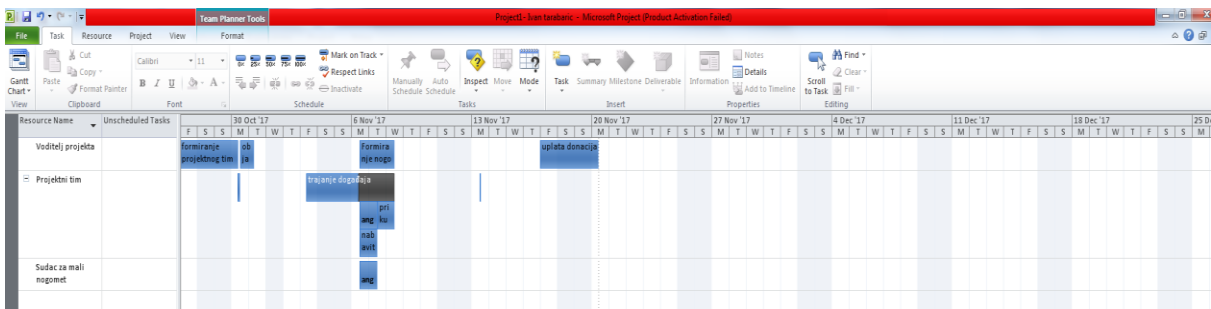 Team Planner Tools
Project1 - Ivan tarabaric - Microsoft Project (Product Activation Failed)
File Task Resource Project View Format
Gantt Chart
View
Paste
Cut
Copy
Format Painter
Clipboard
Calibri 11
B I U A
Font
0% 25% 50% 75% 100%
Mark on Track
Respect Links
Inactivate
Schedule
Manually Schedule
Auto Schedule
Inspect
Move
Mode
Tasks
Task
Summary
Milestone
Deliverable
Insert
Information
Notes
Details
Add to Timeline
Properties
Scroll to Task
Find
Clear
Fill
Editing
Resource Name
Unscheduled Tasks
30 Oct '17 6 Nov '17 13 Nov '17 20 Nov '17 27 Nov '17 4 Dec '17 11 Dec '17 18 Dec '17
F S S M T W T F S S M T W T F S S M T W T F S S M T W T F S S M T W T F S S M T W T F S S M T W T F S S M T W T F S S M
Voditelj projekta
formiranje
projektnog tim
ob
ja
Formira
nje nogo
uplata donacija
Projektni tim
trajanje događaja
pri
ang ku
nab
avit
Sudac za mali
nogomet
ang